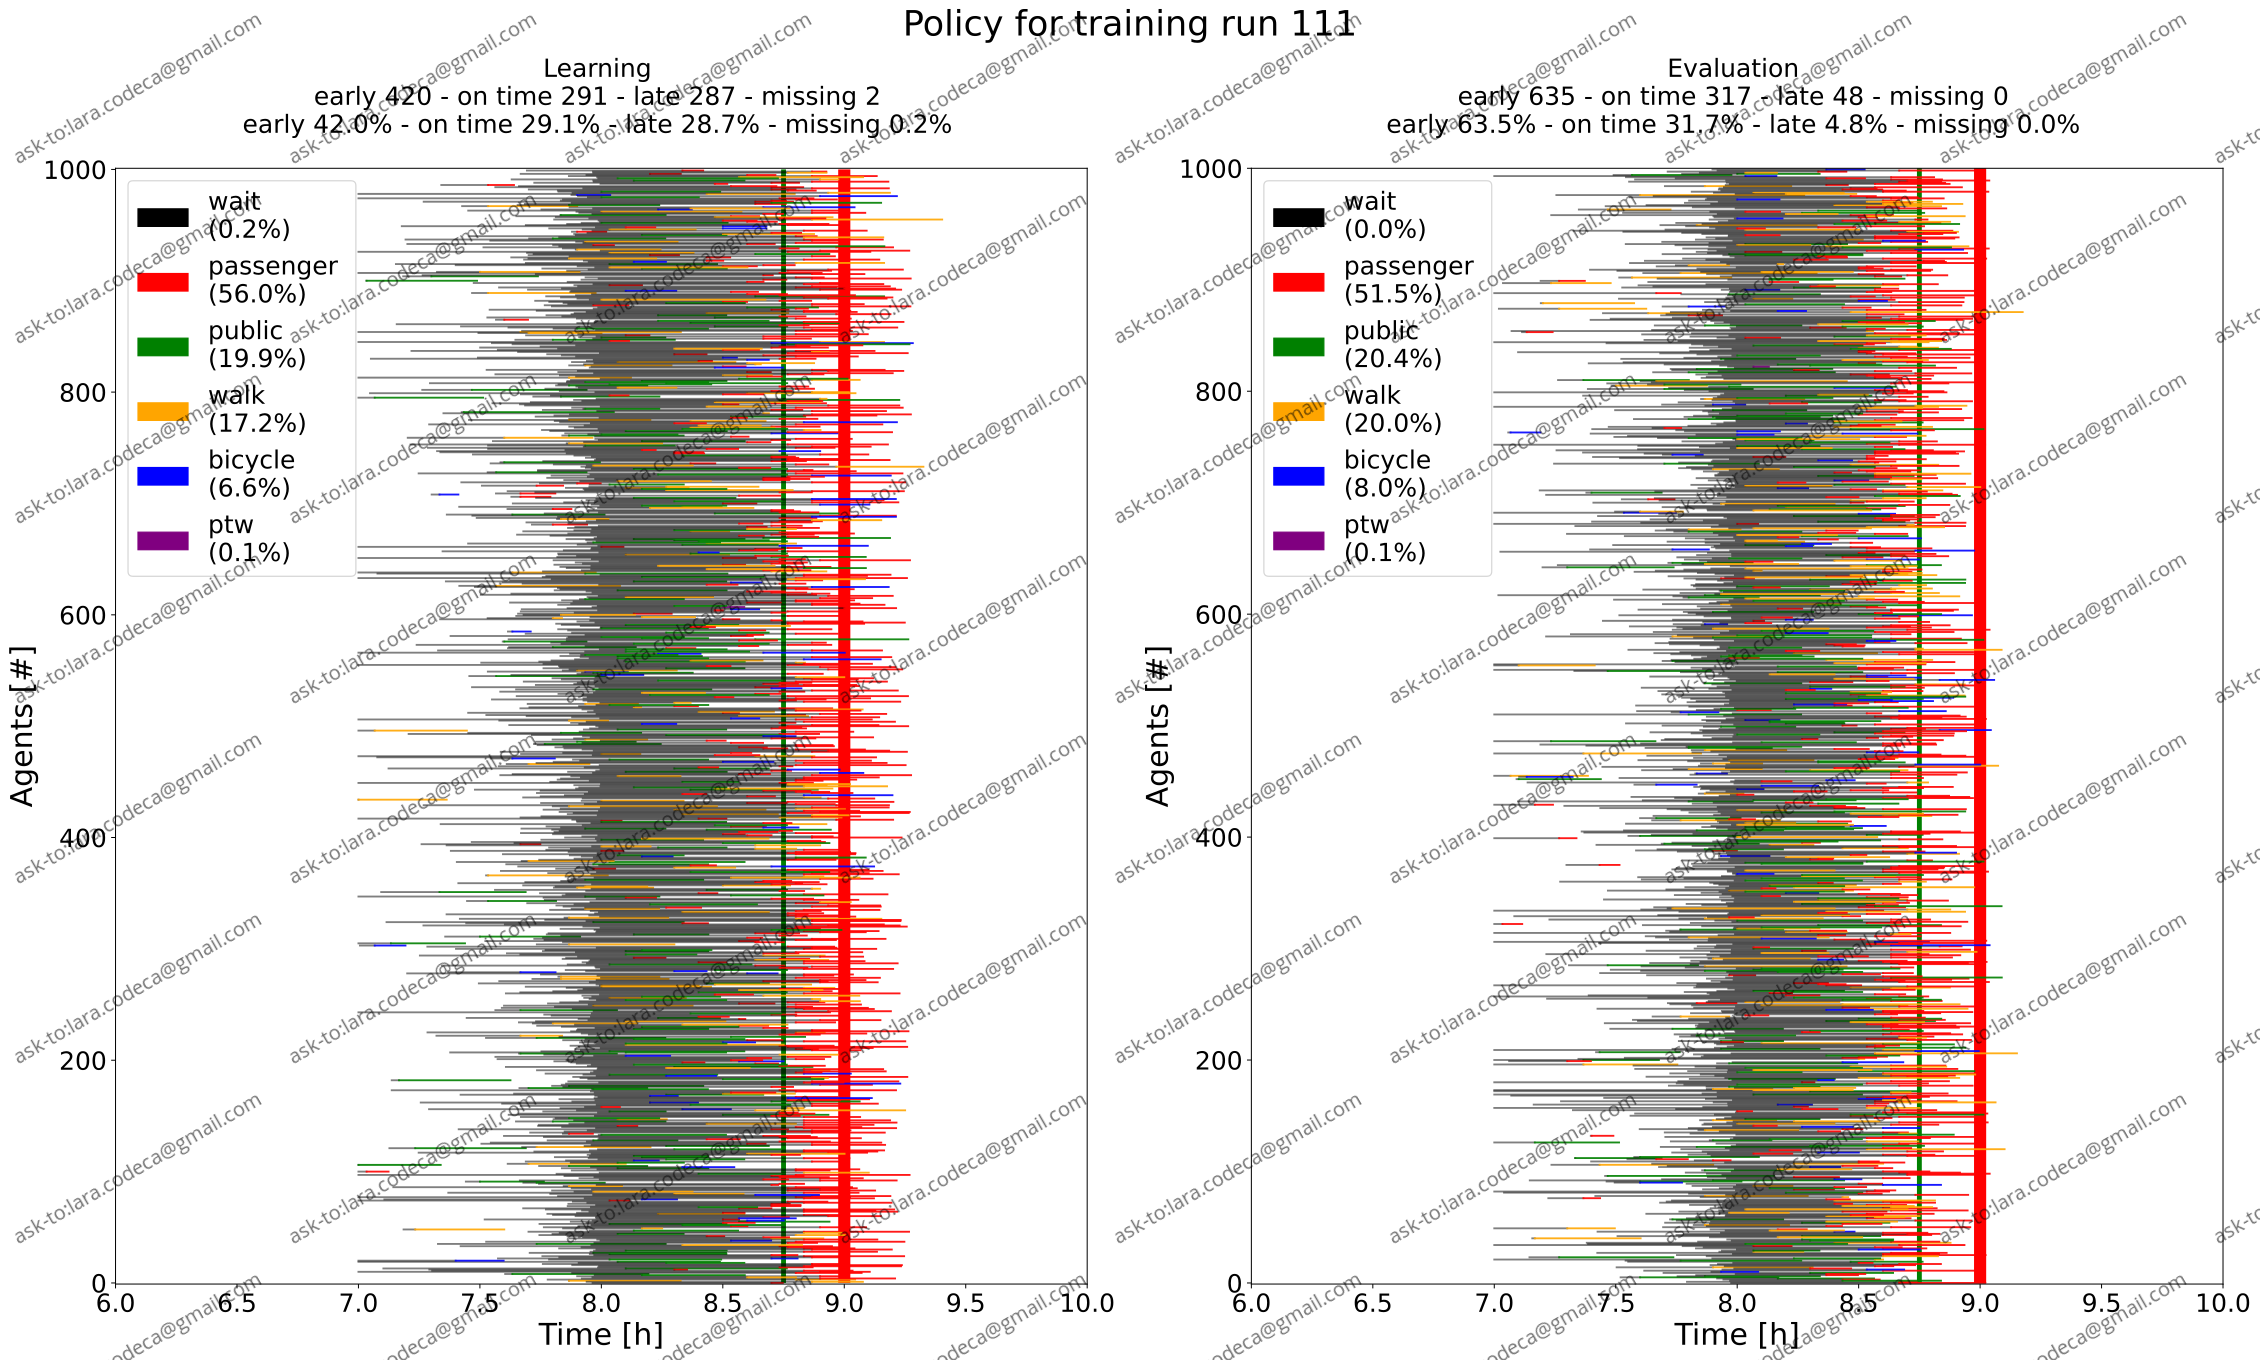 Policy for training run 111
Learning
early 420 - on time 291 - late 287 - missing 2
early 42.0% - on time 29.1% - late 28.7% - missing 0.2%
Evaluation
early 635 - on time 317 - late 48 - missing 0
early 63.5% - on time 31.7% - late 4.8% - missing 0.0%
wait
(0.2%)
passenger
(56.0%)
public
(19.9%)
walk
(17.2%)
bicycle
(6.6%)
ptw
(0.1%)
wait
(0.0%)
passenger
(51.5%)
public
(20.4%)
walk
(20.0%)
bicycle
(8.0%)
ptw
(0.1%)
Agents [#]
1000
800
600
400
200
0
6.0 6.5 7.0 7.5 8.0 8.5 9.0 9.5 10.0
Time [h]
Agents [#]
1000
800
600
400
200
0
6.0 6.5 7.0 7.5 8.0 8.5 9.0 9.5 10.0
Time [h]
ask-to:lara.codeca@gmail.com